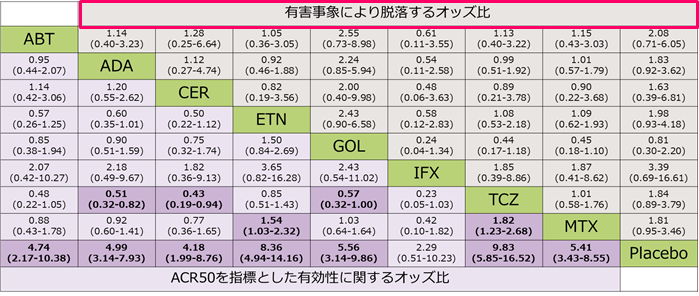 有害事象により脱落するオッズ比
ABT 1.14 1.28 1.05 2.55 0.61 1.13 1.15 2.08
(0.40-3.23) (0.25-6.64) (0.36-3.05) (0.73-8.98) (0.11-3.55) (0.40-3.22) (0.43-3.03) (0.71-6.05)
0.95 ADA 1.12 0.92 2.24 0.54 0.99 1.01 1.83
(0.44-2.07) (0.27-4.74) (0.46-1.88) (0.85-5.94) (0.11-2.58) (0.51-1.92) (0.57-1.79) (0.92-3.62)
1.14 1.20 CER 0.82 2.00 0.48 0.89 0.90 1.63
(0.42-3.06) (0.55-2.62) (0.19-3.56) (0.40-9.98) (0.06-3.63) (0.21-3.78) (0.22-3.68) (0.39-6.81)
0.57 0.60 0.50 ETN 2.43 0.58 1.08 1.09 1.98
(0.26-1.25) (0.35-1.01) (0.22-1.12) (0.90-6.58) (0.12-2.83) (0.53-2.18) (0.62-1.93) (0.93-4.18)
0.85 0.90 0.75 1.50 GOL 0.24 0.44 0.45 0.81
(0.38-1.94) (0.51-1.59) (0.32-1.74) (0.84-2.69) (0.04-1.34) (0.17-1.18) (0.18-1.10) (0.30-2.20)
2.07 2.18 1.82 3.65 2.43 IFX 1.85 1.87 3.39
(0.42-10.27) (0.49-9.67) (0.36-9.13) (0.82-16.28) (0.54-11.02) (0.39-8.86) (0.41-8.62) (0.69-16.61)
0.48 0.51 0.43 0.85 0.57 0.23 TCZ 1.01 1.84
(0.22-1.05) (0.32-0.82) (0.19-0.94) (0.51-1.43) (0.32-1.00) (0.05-1.03) (0.58-1.76) (0.89-3.79)
0.88 0.92 0.77 1.54 1.03 0.42 1.82 MTX 1.81
(0.43-1.78) (0.60-1.41) (0.36-1.65) (1.03-2.32) (0.64-1.64) (0.10-1.82) (1.23-2.68) (0.95-3.46)
4.74 4.99 4.18 8.36 5.56 2.29 9.83 5.41 Placebo
(2.17-10.38) (3.14-7.93) (1.99-8.76) (4.94-14.16) (3.14-9.86) (0.51-10.23) (5.85-16.52) (3.43-8.55)
ACR50を指標とした有効性に関するオッズ比